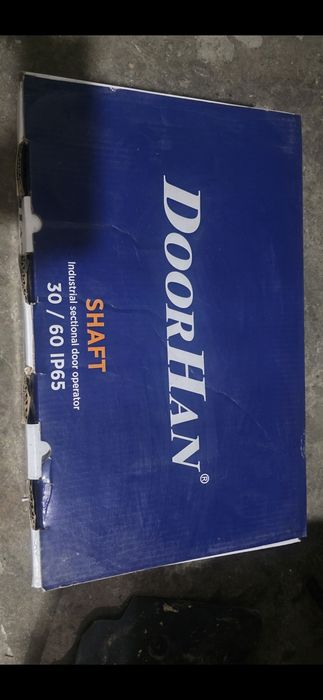 DOORHAN®
SHAFT
Industrial sectional door operator
30 / 60 IP65